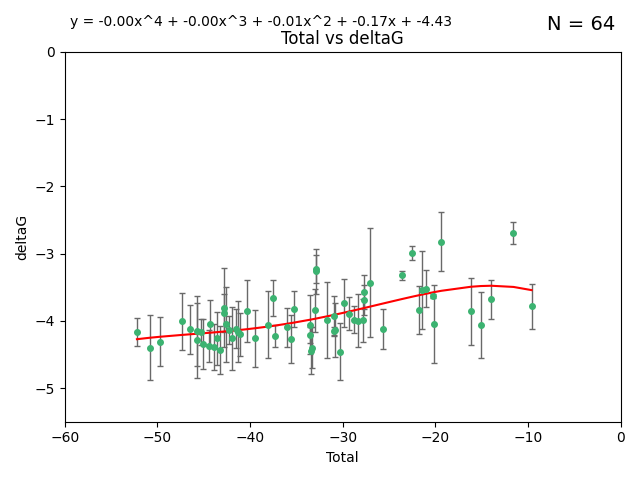 y = -0.00x^4 + -0.00x^3 + -0.01x^2 + -0.17x + -4.43
N = 64
Total vs deltaG
0
−1
−2
−3
−4
−5
deltaG
−60 −50 −40 −30 −20 −10 0
Total